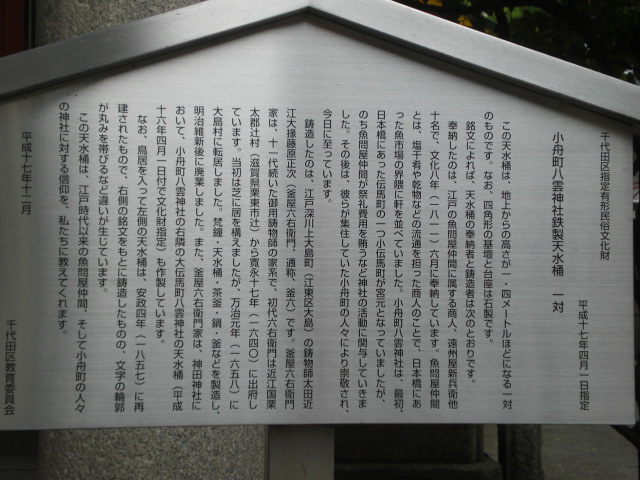 千代田区指定有形民俗文化財
小舟町八雲神社鉄製天水桶　一対
平成十七年四月一日指定
この天水桶は、地上からの高さが一・四メートルほどになる一対
のものです。なお、四角形の基壇と台座は石製です。
銘文によれば、天水桶の奉納者と鋳造者は次のとおりです。
奉納したのは、江戸の魚問屋仲間に属する商人、遠州屋新兵衛他
十名で、文化八年（一八一一）六月に奉納しています。魚問屋仲間
とは、塩干肴や乾物などの流通を担った商人のことで、日本橋にあ
った魚市場の界隈に軒を並べていました。小舟町八雲神社は、最初、
日本橋にあった伝馬町の一つ小伝馬町が宮元となっていましたが、
のち魚問屋仲間が祭礼費用を賄うなど神社の活動に関与していきま
した。その後は、彼らが集住していた小舟町の人々により崇敬され、
今日に至っています。
鋳造したのは、江戸深川上大島町（江東区大島）の鋳物師太田近
江大掾藤原正次（釜屋六右衛門、通称、釜六）です。釜屋六右衛門
家は、十一代続いた御用鋳物師の家系で、初代六右衛門は近江国栗
太郡辻村（滋賀県栗東市辻）から寛永十七年（一六四〇）に出府し
ています。当初は芝に居を構えましたが、万治元年（一六五八）に
大島村に転居しました。梵鐘・天水桶・茶釜・鍋・釜などを製造し、
明治維新後に廃業しました。また、釜屋六右衛門家は、神田神社に
おいて、小舟町八雲神社の右隣の大伝馬町八雲神社の天水桶（平成
十六年四月一日付で文化財指定）も作製しています。
なお、鳥居を入って左側の天水桶は、安政四年（一八五七）に再
建されたもので、右側の銘文をもとに鋳造したものの、文字の輪郭
が丸みを帯びるなど違いが生じています。
この天水桶は、江戸時代以来の魚問屋仲間、そして小舟町の人々
の神社に対する信仰を、私たちに教えてくれます。
平成十七年十二月
千代田区教育委員会